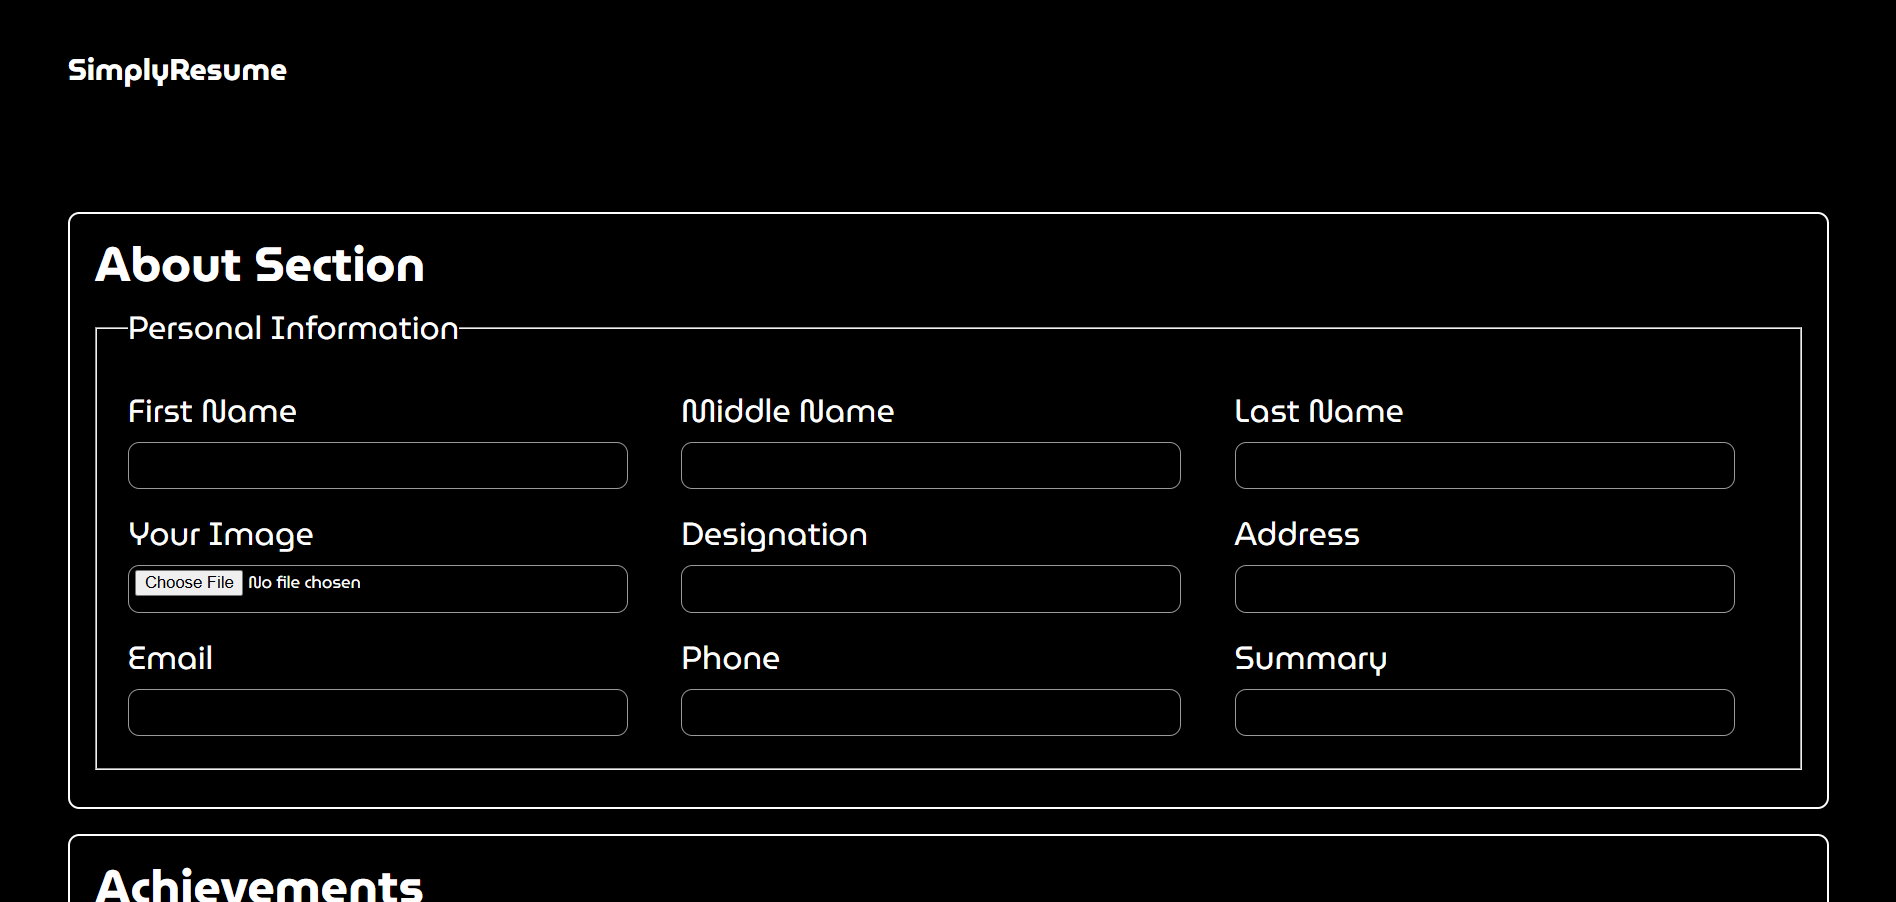 SimplyResume
About Section
Personal Information
First Name Middle Name Last Name
Your Image Designation Address
Choose File No file chosen
Email Phone Summary
Achievements